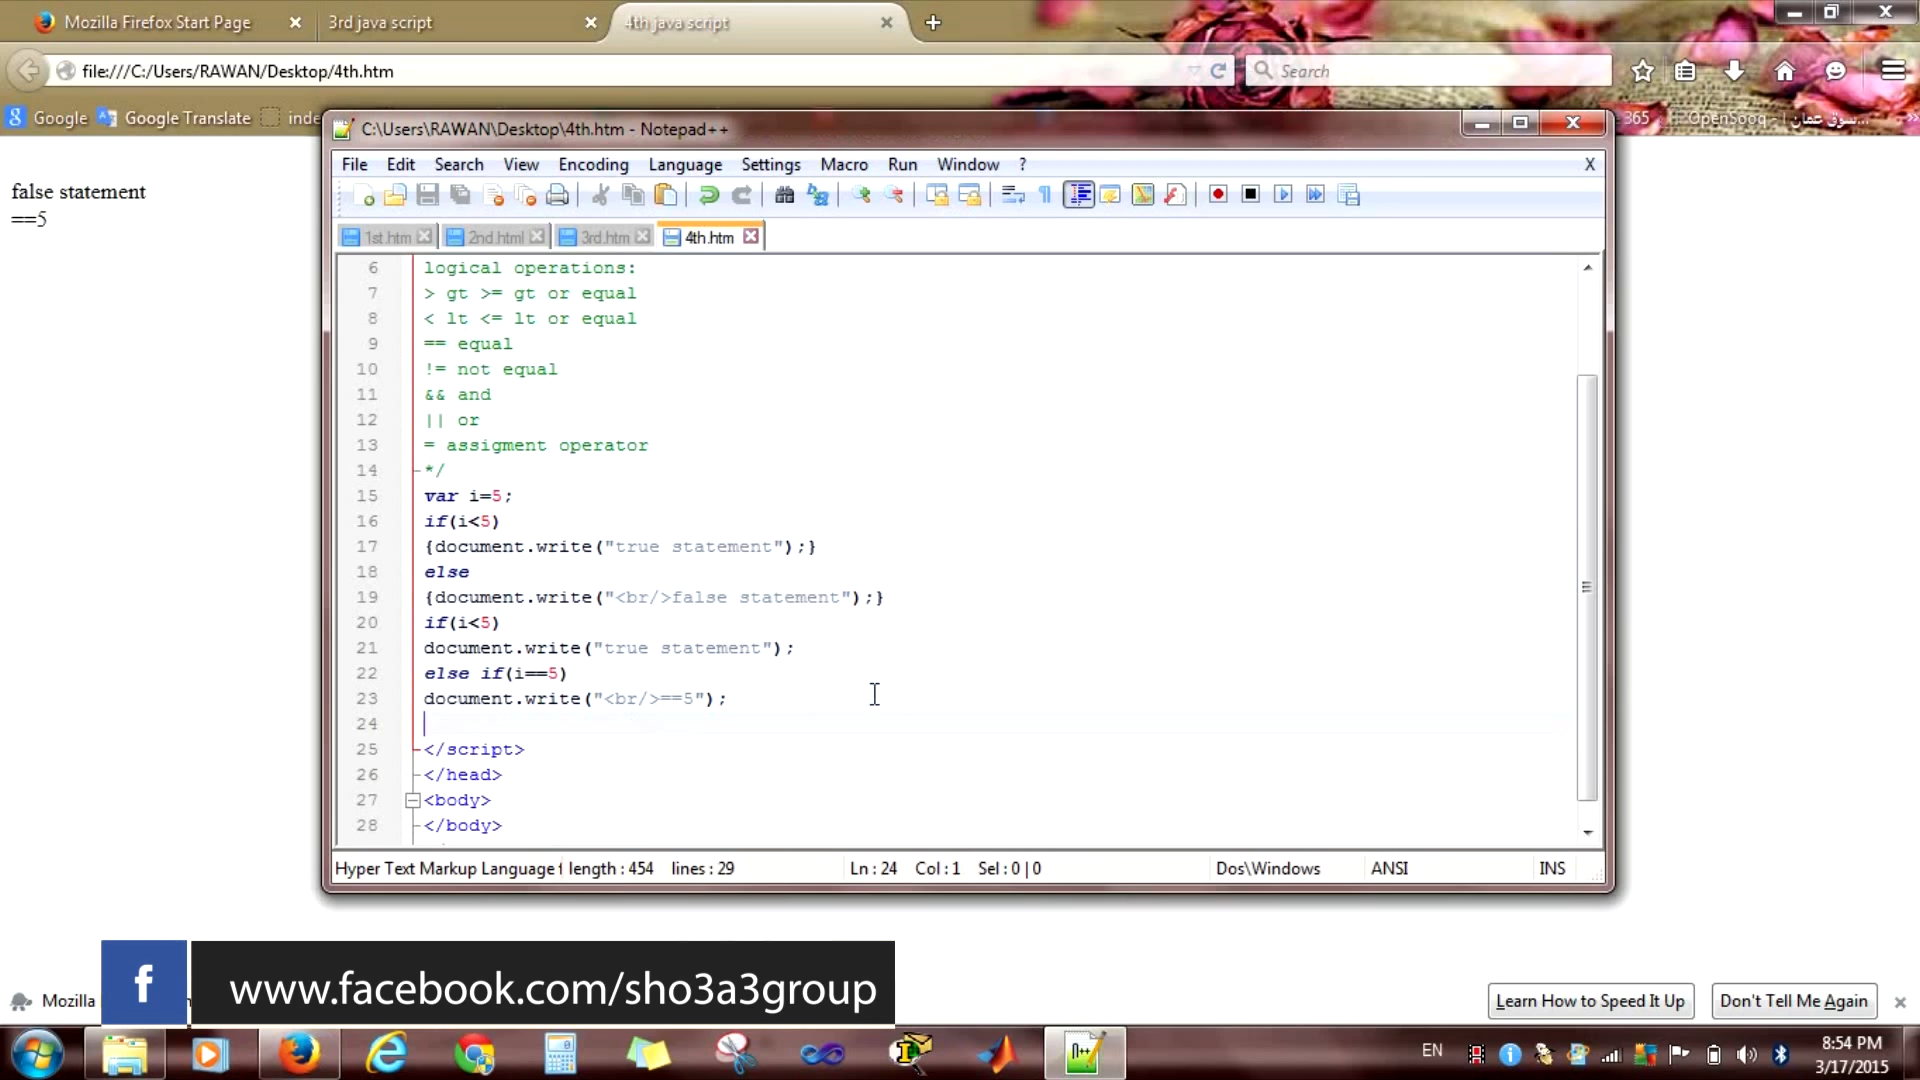 Mozilla Firefox Start Page
3rd java script
4th java script
file:///C:/Users/RAWAN/Desktop/4th.htm
Search
Google
Google Translate
inde
365
OpenSooq - سوق عمان...
false statement
==5
C:\Users\RAWAN\Desktop\4th.htm - Notepad++
File Edit Search View Encoding Language Settings Macro Run Window ? X
1st.htm
2nd.html
3rd.htm
4th.htm
6 logical operations:
7 > gt >= gt or equal
8 < lt <= lt or equal
9 == equal
10 != not equal
11 && and
12 || or
13 = assigment operator
14 */
15 var i=5;
16 if(i<5)
17 {document.write("true statement");}
18 else
19 {document.write("<br/>false statement");}
20 if(i<5)
21 document.write("true statement");
22 else if(i==5)
23 document.write("<br/>==5");
24
25 </script>
26 </head>
27 <body>
28 </body>
Hyper Text Markup Language f length : 454 lines : 29 Ln : 24 Col : 1 Sel : 0 | 0 Dos\Windows ANSI INS
Mozilla
f www.facebook.com/sho3a3group
Learn How to Speed It Up
Don't Tell Me Again
EN
8:54 PM
3/17/2015